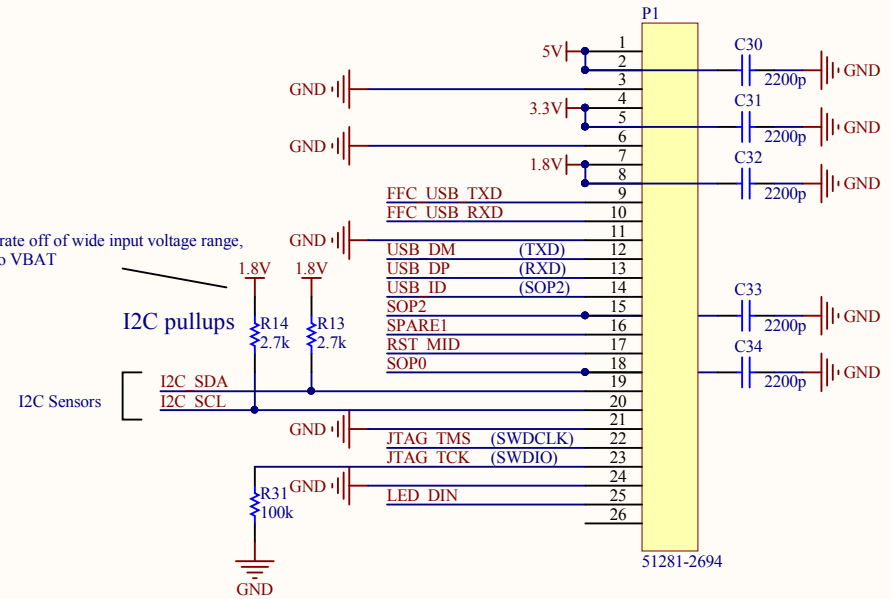 P1
1
5V
C30
2
GND
2200p
GND
3
4
3.3V
C31
5
GND
2200p
GND
6
7
1.8V
C32
8
2200p
GND
FFC_USB_TXD
9
FFC_USB_RXD
10
GND
11
rate off of wide input voltage range,
o VBAT
USB_DM (TXD)
12
USB_DP (RXD)
13
1.8V 1.8V
USB_ID (SOP2)
14
C33
SOP2
15
2200p
GND
I2C pullups
R14
2.7k
R13
2.7k
SPARE1
16
RST_MID
17
C34
SOP0
18
2200p
GND
I2C Sensors
I2C_SDA
19
I2C_SCL
20
GND
21
JTAG_TMS (SWDCLK)
22
JTAG_TCK (SWDIO)
23
R31
100k
GND
24
LED_DIN
25
26
51281-2694
GND